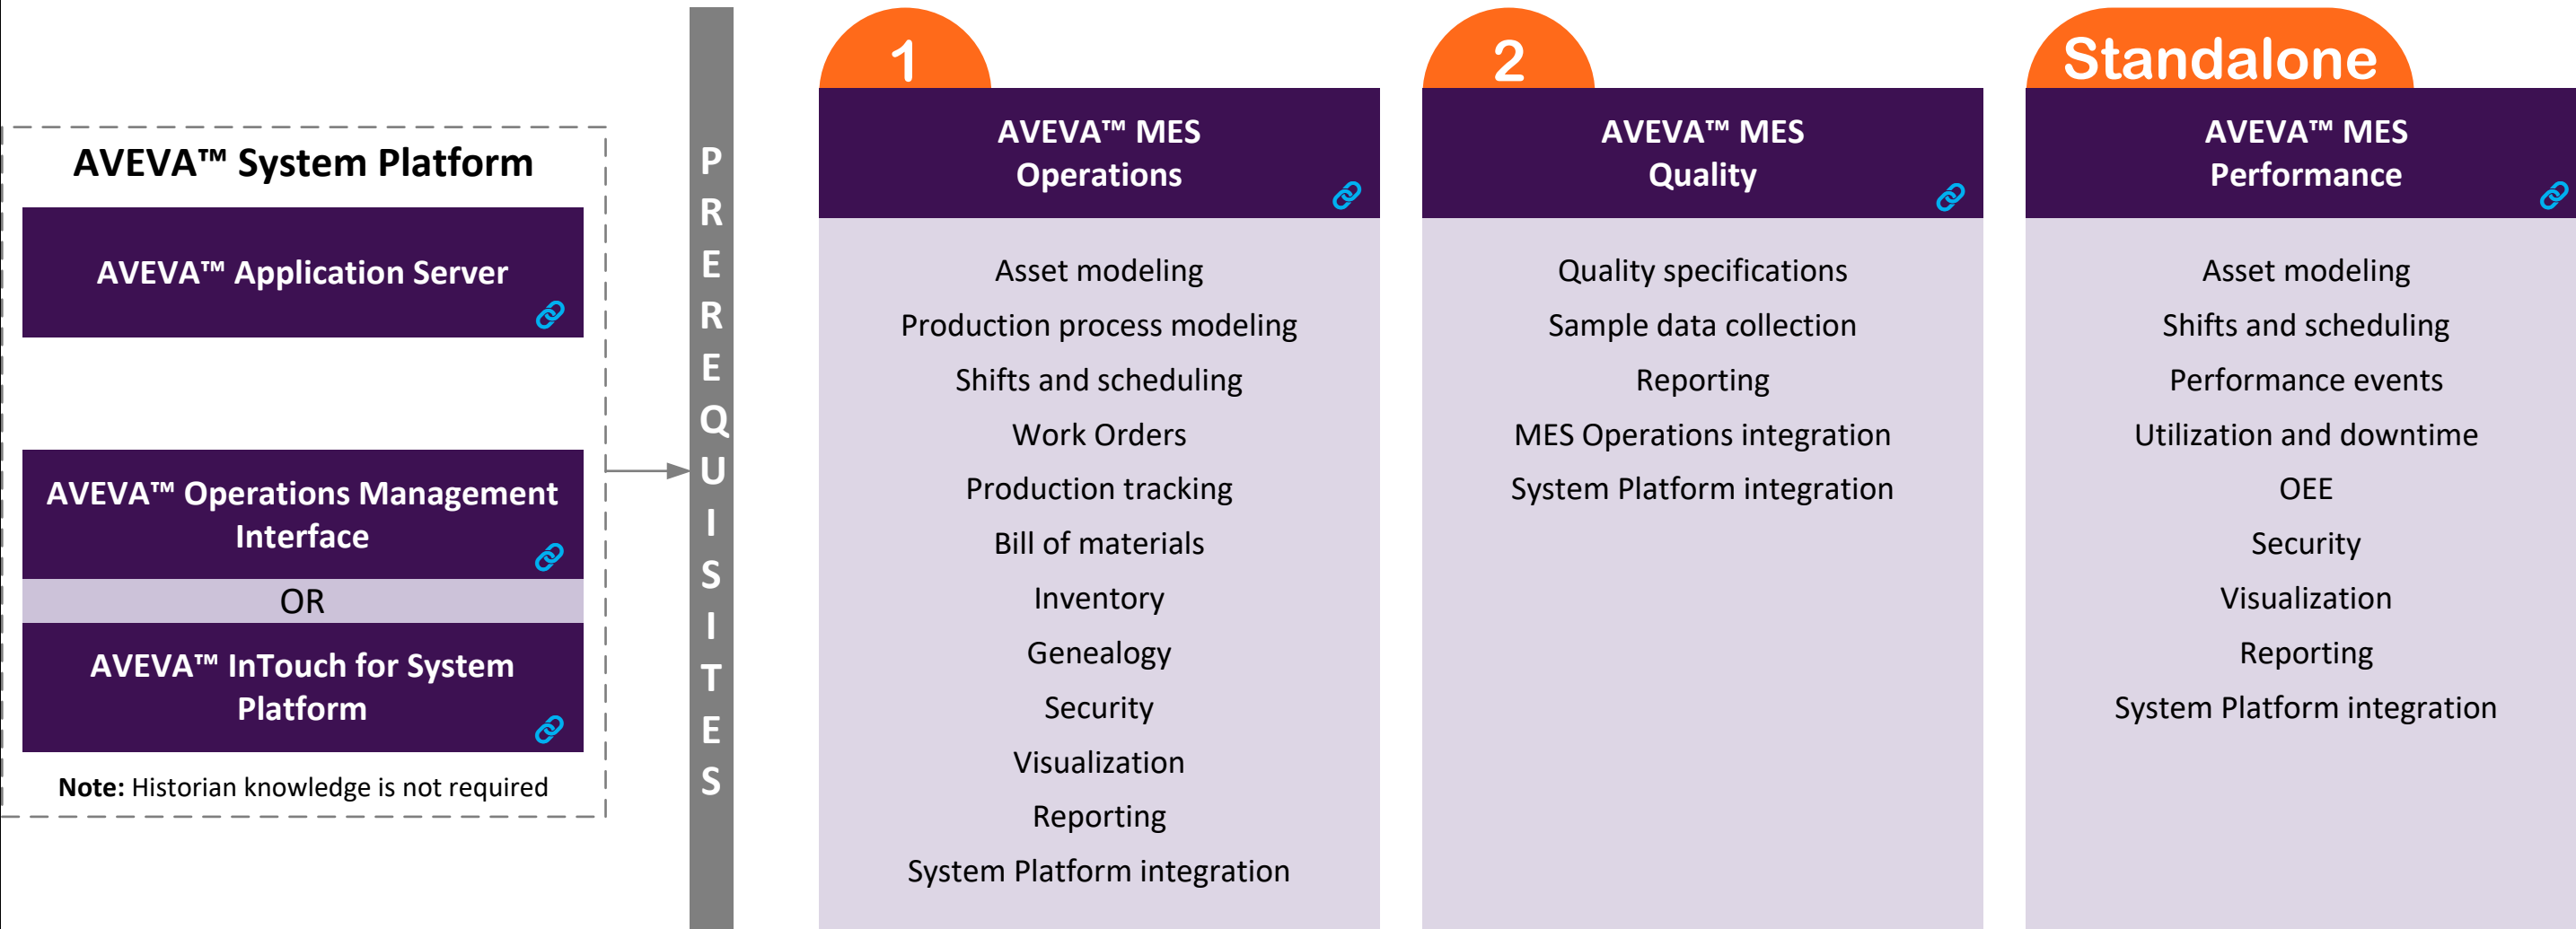 AVEVA™ System Platform
AVEVA™ Application Server
AVEVA™ Operations Management
Interface
OR
AVEVA™ InTouch for System
Platform
Note: Historian knowledge is not required
PREREQUISITES
1
AVEVA™ MES
Operations
Asset modeling
Production process modeling
Shifts and scheduling
Work Orders
Production tracking
Bill of materials
Inventory
Genealogy
Security
Visualization
Reporting
System Platform integration
2
AVEVA™ MES
Quality
Quality specifications
Sample data collection
Reporting
MES Operations integration
System Platform integration
Standalone
AVEVA™ MES
Performance
Asset modeling
Shifts and scheduling
Performance events
Utilization and downtime
OEE
Security
Visualization
Reporting
System Platform integration